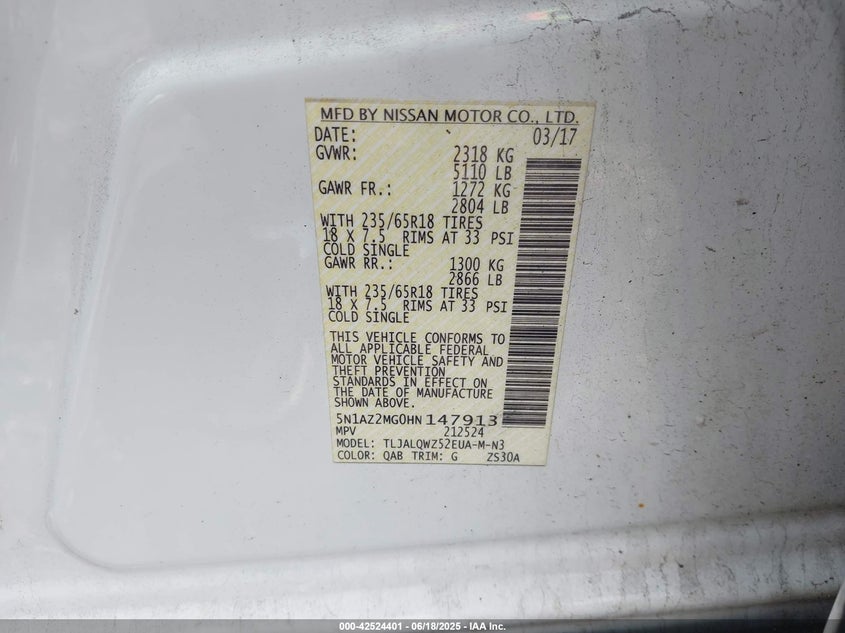 MFD BY NISSAN MOTOR CO., LTD.
DATE: 03/17
GVWR: 2318 KG
5110 LB
GAWR FR.: 1272 KG
2804 LB
WITH 235/65R18 TIRES
18 X 7.5 RIMS AT 33 PSI
COLD SINGLE
GAWR RR.: 1300 KG
2866 LB
WITH 235/65R18 TIRES
18 X 7.5 RIMS AT 33 PSI
COLD SINGLE
THIS VEHICLE CONFORMS TO
ALL APPLICABLE FEDERAL
MOTOR VEHICLE SAFETY AND
THEFT PREVENTION
STANDARDS IN EFFECT ON
THE DATE OF MANUFACTURE
SHOWN ABOVE.
5N1AZ2MG0HN147913
MPV 212524
MODEL: TLJALQWZ52EUA-M-N3
COLOR: QAB TRIM: G ZS30A
000-42524401 - 06/18/2025 - IAA Inc.